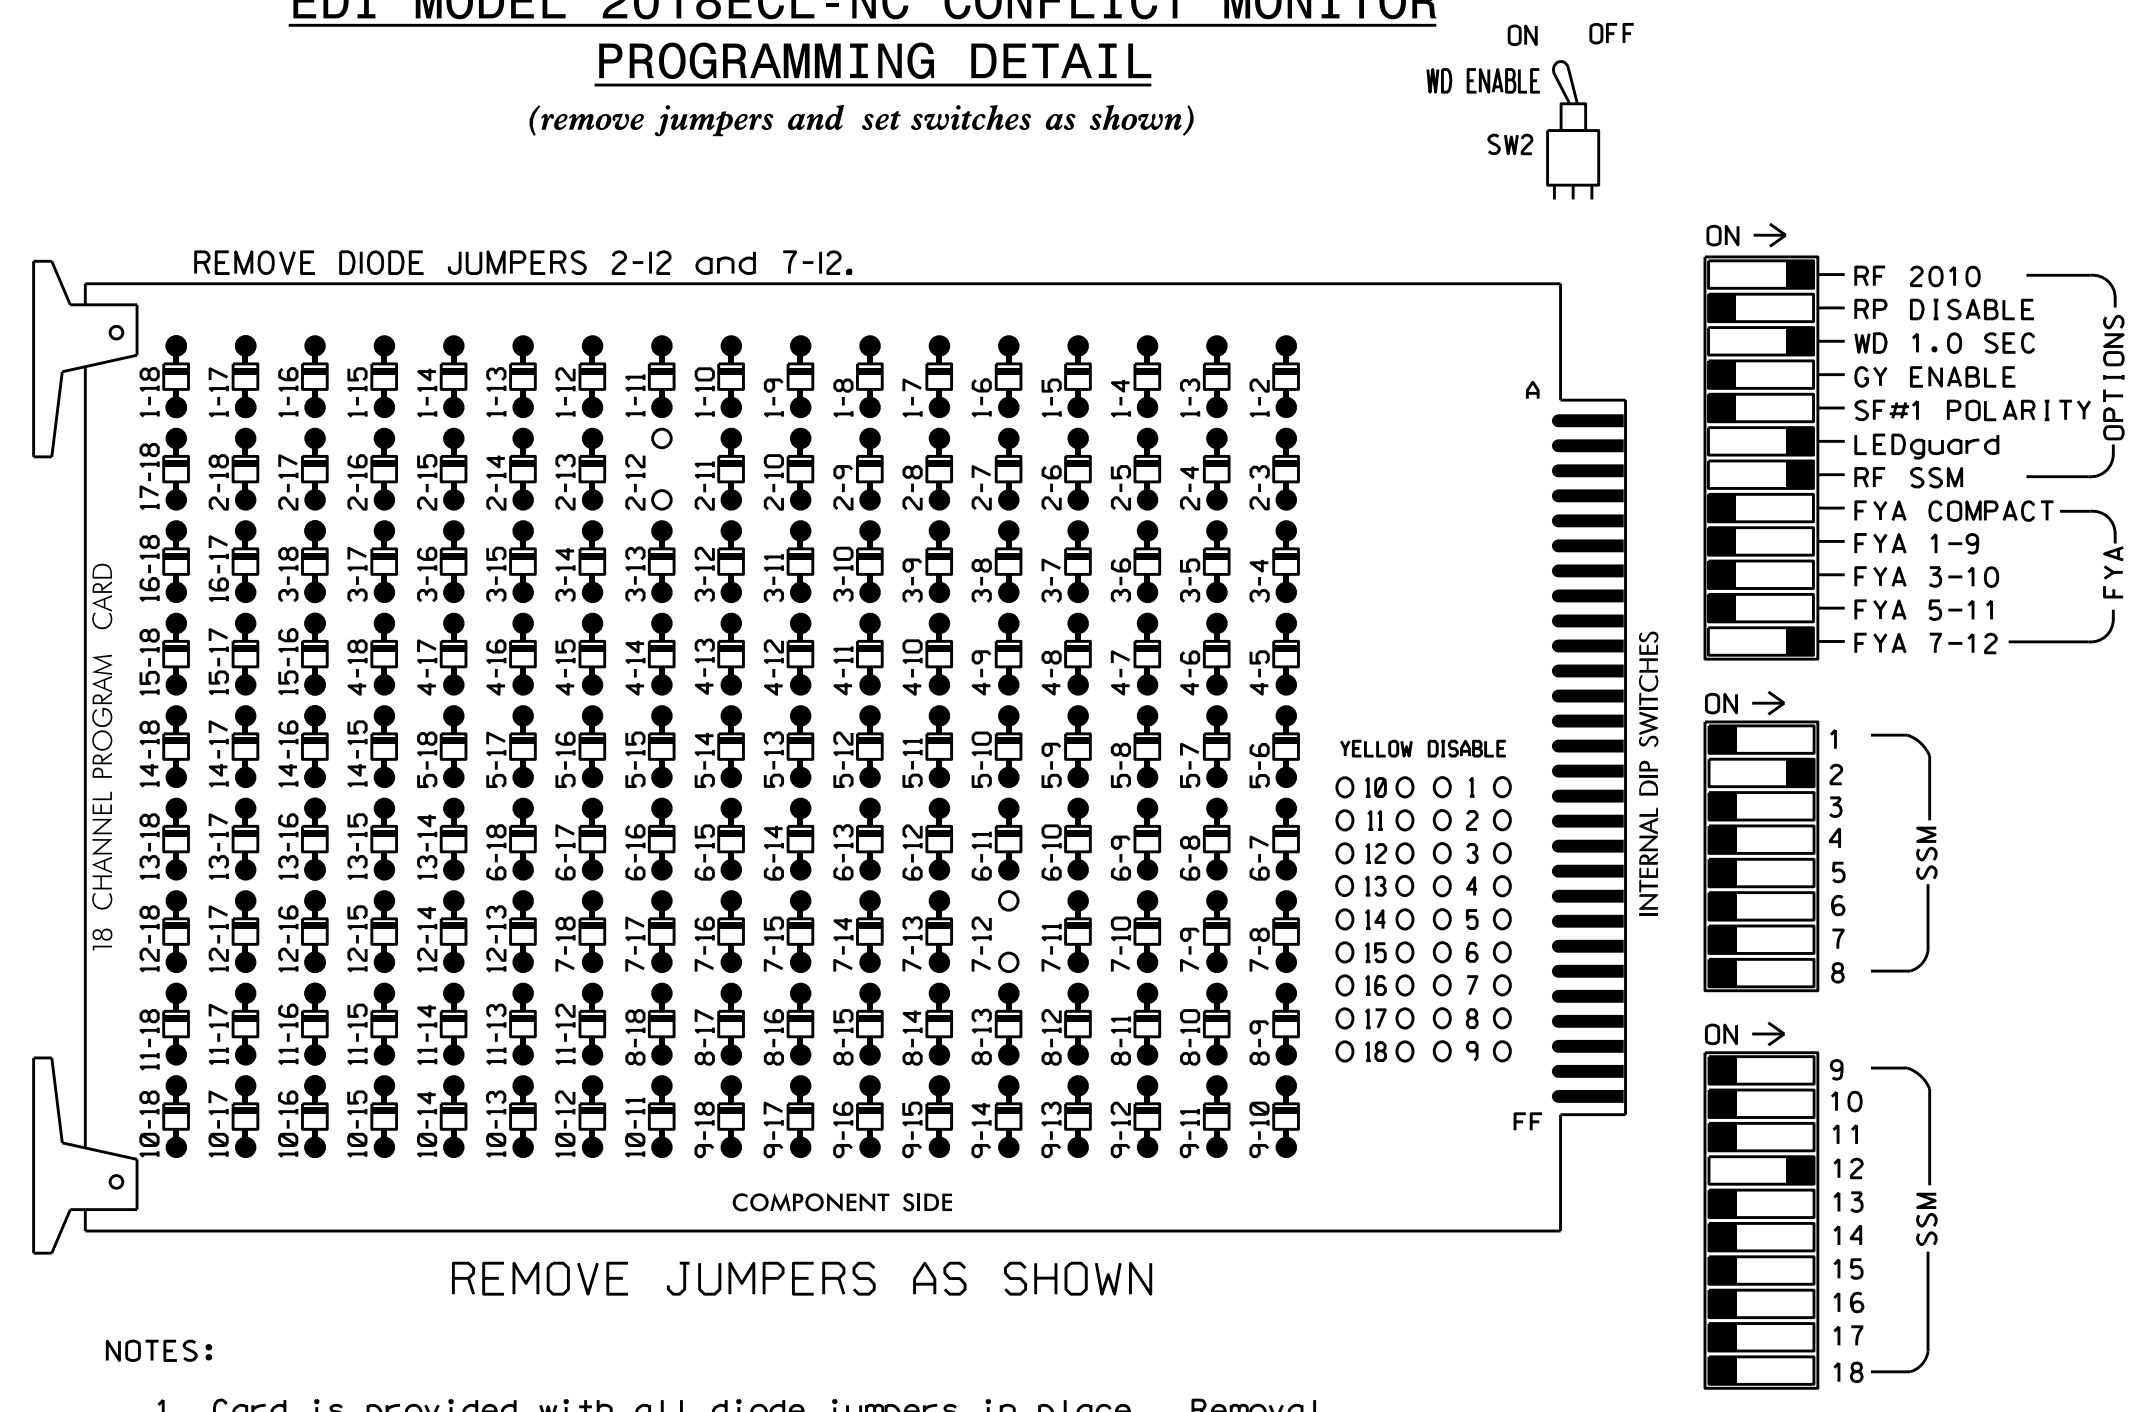 EDI MODEL 2018ECL-NC CONFLICT MONITOR
PROGRAMMING DETAIL
(remove jumpers and set switches as shown)
ON OFF
WD ENABLE
SW2
REMOVE DIODE JUMPERS 2-12 and 7-12.
18 CHANNEL PROGRAM CARD
1-18 1-17 1-16 1-15 1-14 1-13 1-12 1-11 1-10 1-9 1-8 1-7 1-6 1-5 1-4 1-3 1-2
17-18 2-18 2-17 2-16 2-15 2-14 2-13 2-12 2-11 2-10 2-9 2-8 2-7 2-6 2-5 2-4 2-3
16-18 16-17 3-18 3-17 3-16 3-15 3-14 3-13 3-12 3-11 3-10 3-9 3-8 3-7 3-6 3-5 3-4
15-18 15-17 15-16 4-18 4-17 4-16 4-15 4-14 4-13 4-12 4-11 4-10 4-9 4-8 4-7 4-6 4-5
14-18 14-17 14-16 14-15 5-18 5-17 5-16 5-15 5-14 5-13 5-12 5-11 5-10 5-9 5-8 5-7 5-6
13-18 13-17 13-16 13-15 13-14 6-18 6-17 6-16 6-15 6-14 6-13 6-12 6-11 6-10 6-9 6-8 6-7
12-18 12-17 12-16 12-15 12-14 12-13 7-18 7-17 7-16 7-15 7-14 7-13 7-12 7-11 7-10 7-9 7-8
11-18 11-17 11-16 11-15 11-14 11-13 11-12 8-18 8-17 8-16 8-15 8-14 8-13 8-12 8-11 8-10 8-9
10-18 10-17 10-16 10-15 10-14 10-13 10-12 10-11 9-18 9-17 9-16 9-15 9-14 9-13 9-12 9-11 9-10
YELLOW DISABLE
10 1
11 2
12 3
13 4
14 5
15 6
16 7
17 8
18 9
A
FF
COMPONENT SIDE
INTERNAL DIP SWITCHES
ON
RF 2010
RP DISABLE
WD 1.0 SEC
GY ENABLE
SF#1 POLARITY
LEDguard
RF SSM
OPTIONS
FYA COMPACT
FYA 1-9
FYA 3-10
FYA 5-11
FYA 7-12
FYA
ON
1
2
3
4
5
6
7
8
SSM
ON
9
10
11
12
13
14
15
16
17
18
SSM
REMOVE JUMPERS AS SHOWN
NOTES:
1. Card is provided with all diode jumpers in place. Removal